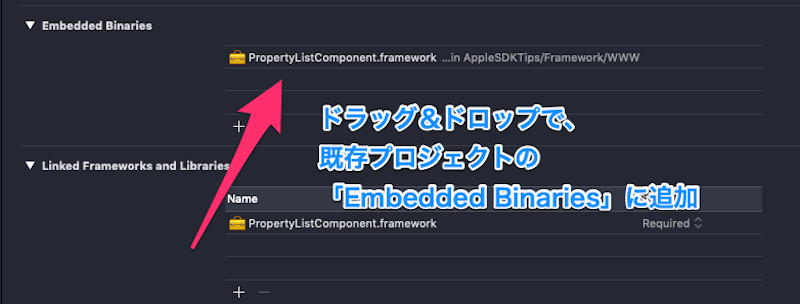 Embedded Binaries
PropertyListComponent.framework ...in AppleSDKTips/Framework/WWW
ドラッグ&ドロップで、
既存プロジェクトの
「Embedded Binaries」に追加
Linked Frameworks and Libraries
Name
PropertyListComponent.framework Required